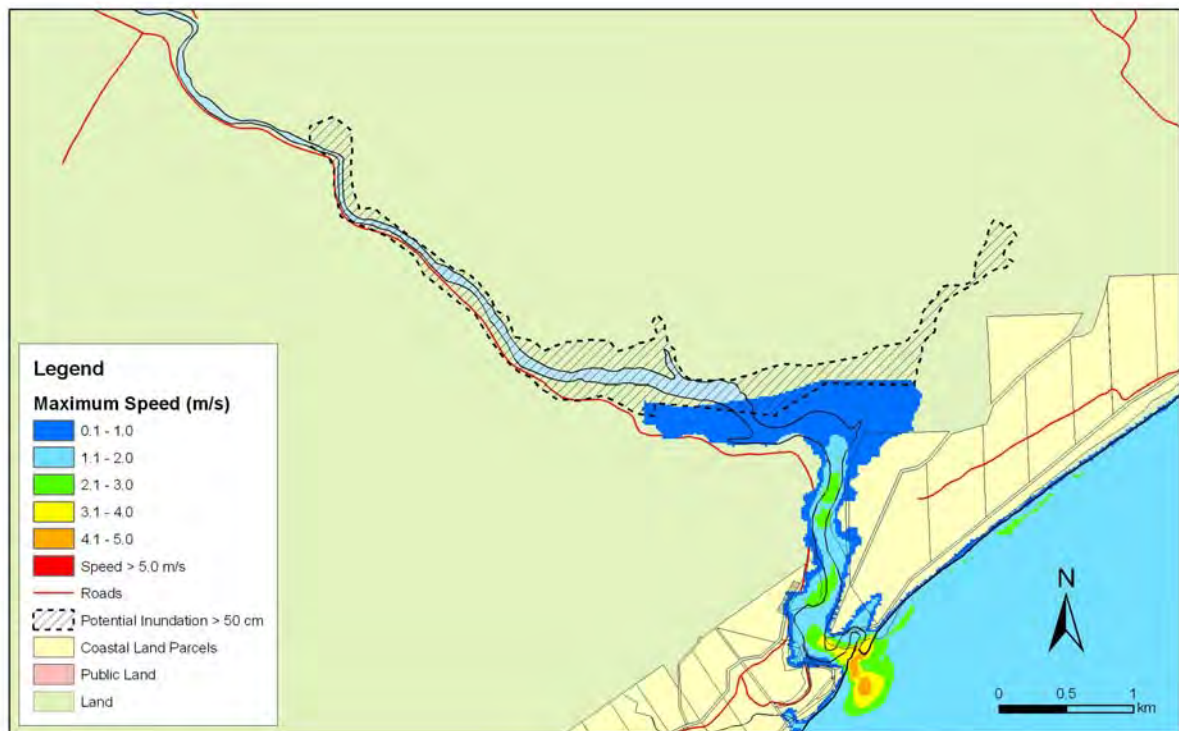 Legend
Maximum Speed (m/s)
0.1 - 1.0
1.1 - 2.0
2.1 - 3.0
3.1 - 4.0
4.1 - 5.0
Speed > 5.0 m/s
Roads
Potential Inundation > 50 cm
Coastal Land Parcels
Public Land
Land
N
0 0.5 1
km